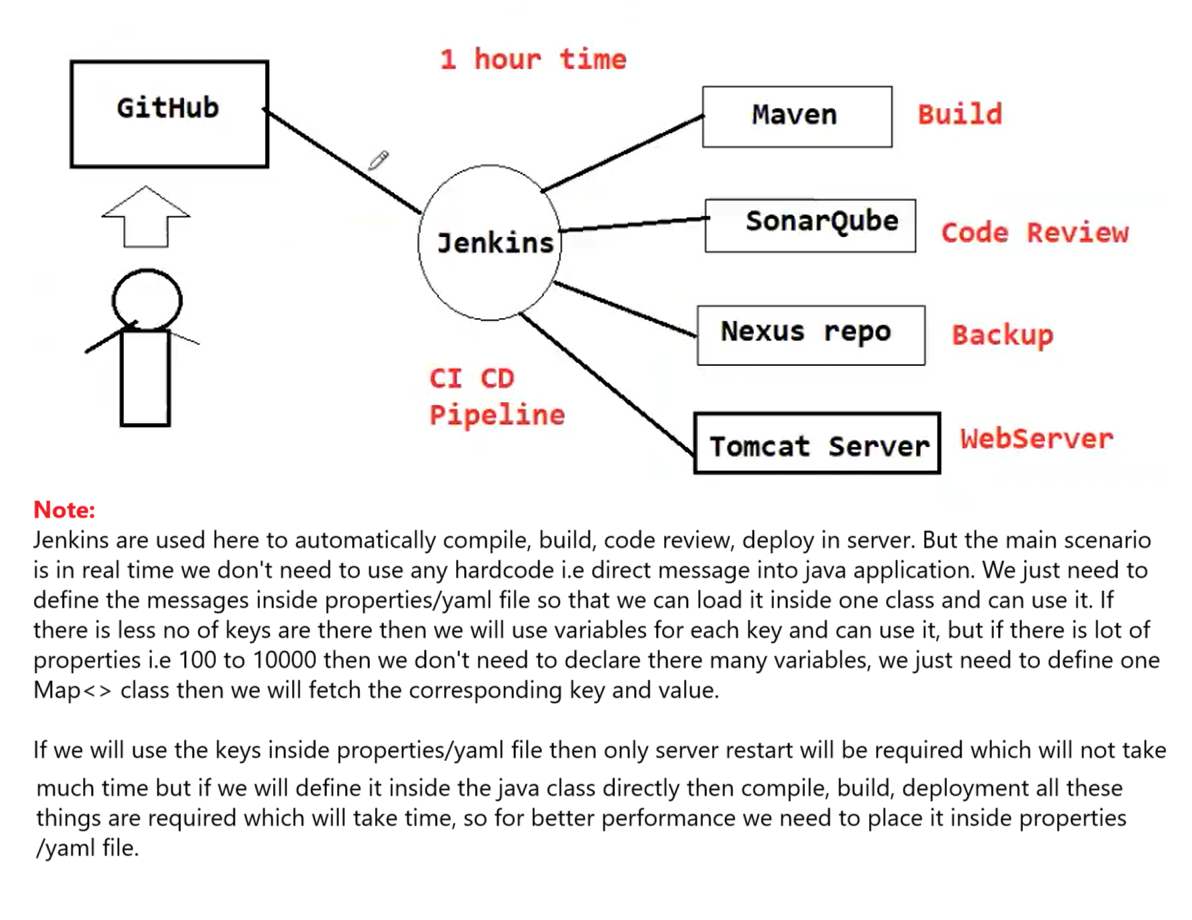 1 hour time
GitHub
Maven
Build
SonarQube
Code Review
Jenkins
Nexus repo
Backup
CI CD
Pipeline
Tomcat Server
WebServer
Note:
Jenkins are used here to automatically compile, build, code review, deploy in server. But the main scenario
is in real time we don't need to use any hardcode i.e direct message into java application. We just need to
define the messages inside properties/yaml file so that we can load it inside one class and can use it. If
there is less no of keys are there then we will use variables for each key and can use it, but if there is lot of
properties i.e 100 to 10000 then we don't need to declare there many variables, we just need to define one
Map<> class then we will fetch the corresponding key and value.
If we will use the keys inside properties/yaml file then only server restart will be required which will not take
much time but if we will define it inside the java class directly then compile, build, deployment all these
things are required which will take time, so for better performance we need to place it inside properties
/yaml file.